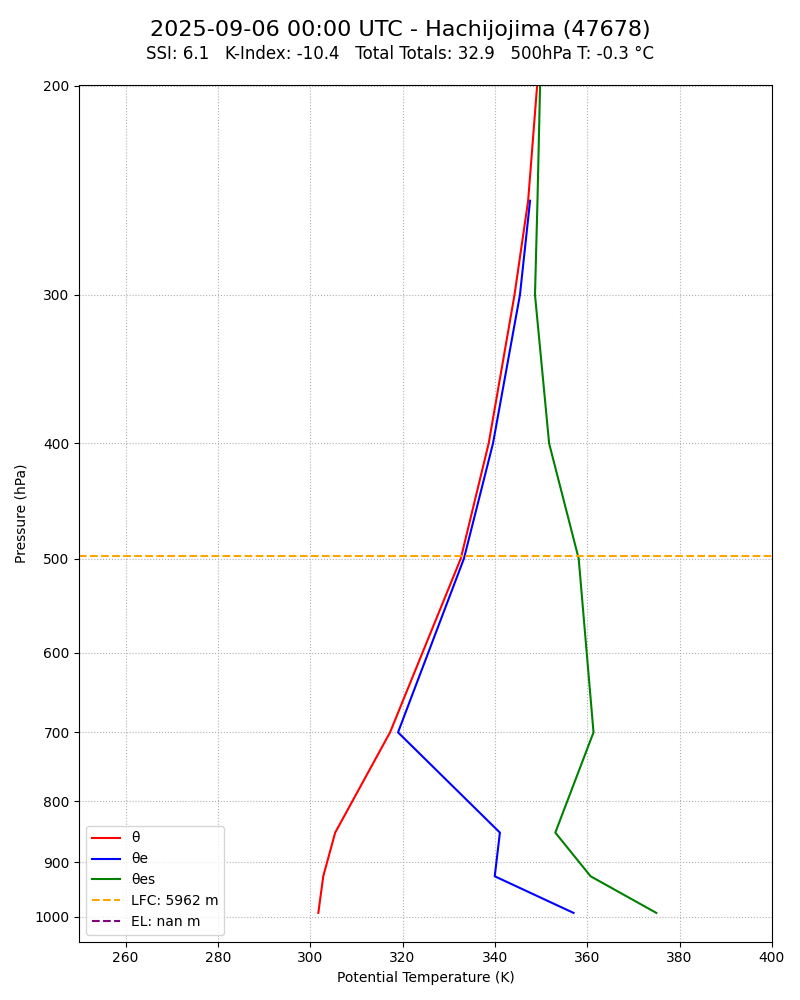 2025-09-06 00:00 UTC - Hachijojima (47678)
SSI: 6.1   K-Index: -10.4   Total Totals: 32.9   500hPa T: -0.3 °C
200
300
400
500
600
700
800
900
1000
Pressure (hPa)
θ
θe
θes
LFC: 5962 m
EL: nan m
260 280 300 320 340 360 380 400
Potential Temperature (K)